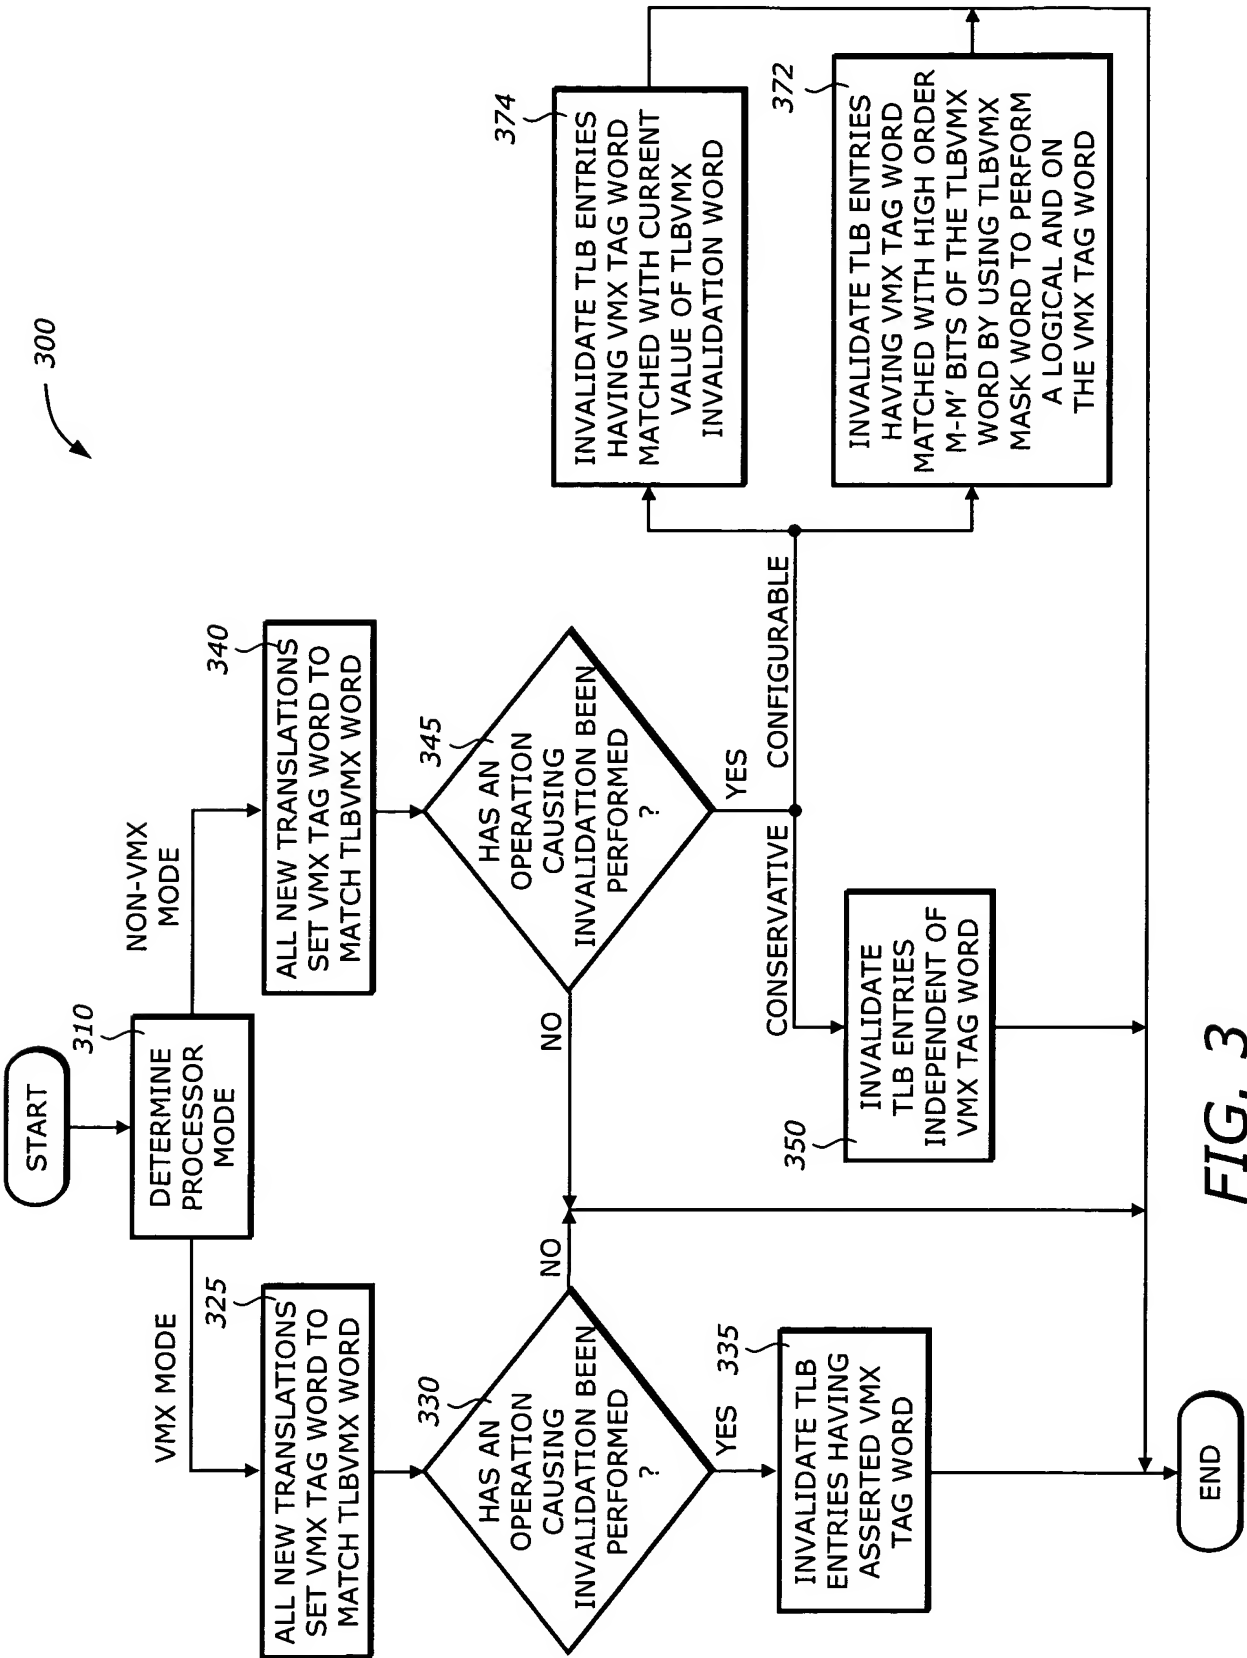 300
START
310
DETERMINE
PROCESSOR
MODE
VMX MODE
NON-VMX
MODE
325
ALL NEW TRANSLATIONS
SET VMX TAG WORD TO
MATCH TLBVMX WORD
340
ALL NEW TRANSLATIONS
SET VMX TAG WORD TO
MATCH TLBVMX WORD
330
HAS AN
OPERATION
CAUSING
INVALIDATION BEEN
PERFORMED
?
NO
YES
345
HAS AN
OPERATION
CAUSING
INVALIDATION BEEN
PERFORMED
?
NO
YES
335
INVALIDATE TLB
ENTRIES HAVING
ASSERTED VMX
TAG WORD
CONSERVATIVE
CONFIGURABLE
350
INVALIDATE
TLB ENTRIES
INDEPENDENT OF
VMX TAG WORD
374
INVALIDATE TLB ENTRIES
HAVING VMX TAG WORD
MATCHED WITH CURRENT
VALUE OF TLBVMX
INVALIDATION WORD
372
INVALIDATE TLB ENTRIES
HAVING VMX TAG WORD
MATCHED WITH HIGH ORDER
M-M' BITS OF THE TLBVMX
WORD BY USING TLBVMX
MASK WORD TO PERFORM
A LOGICAL AND ON
THE VMX TAG WORD
END
FIG. 3